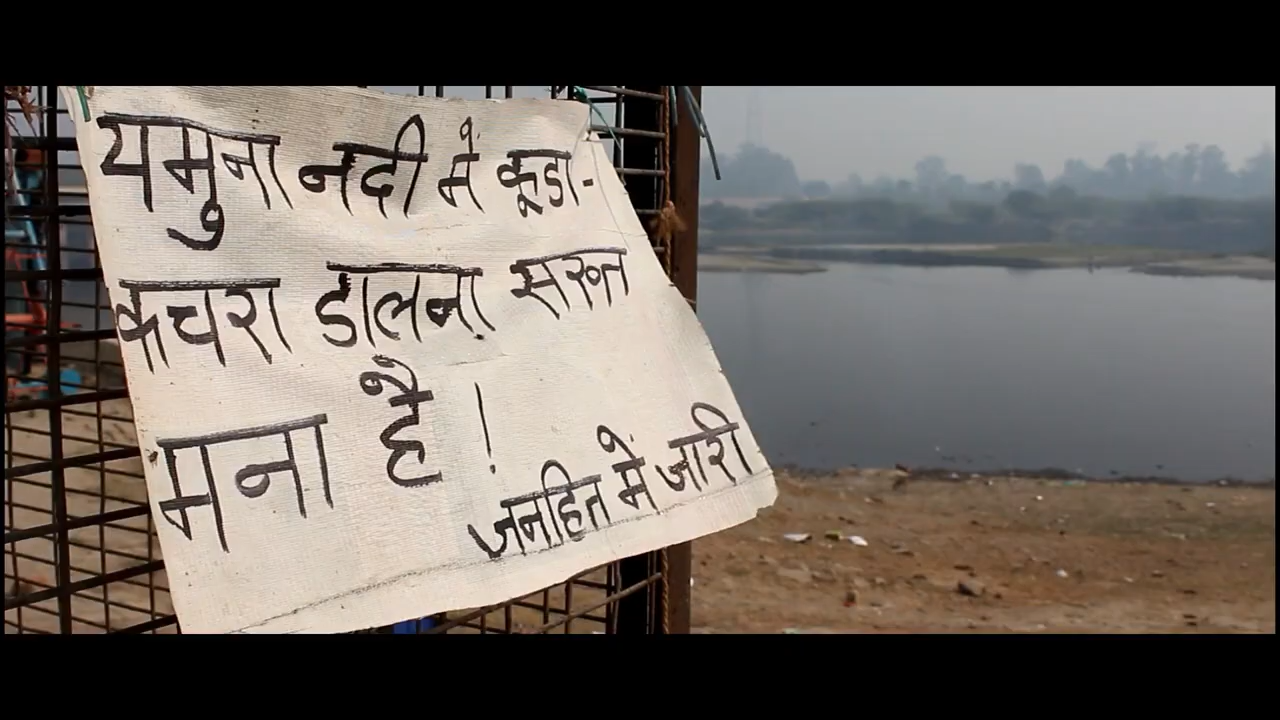 यमुना नदी में कूडा-
कचरा डालना सख्त
मना है !
जनहित में जारी